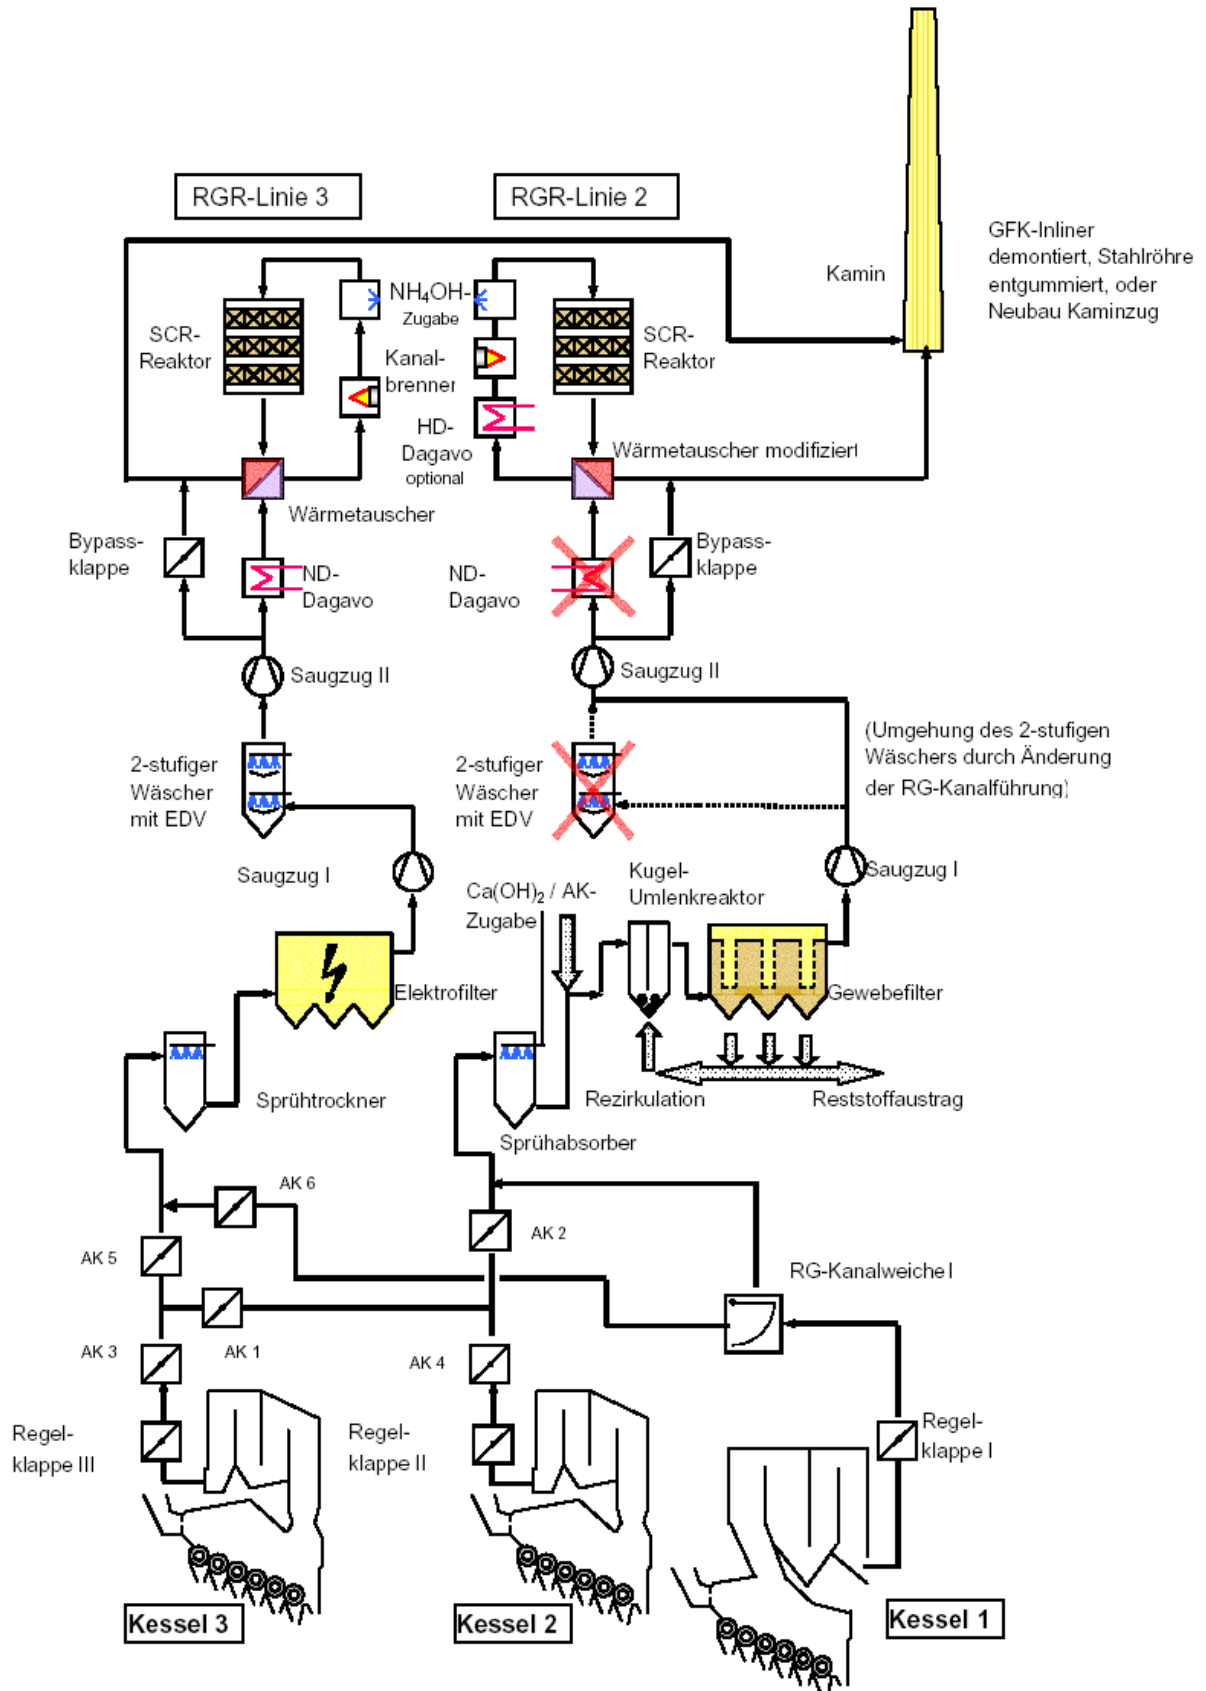 RGR-Linie 3
RGR-Linie 2
GFK-Inliner
demontiert, Stahlröhre
entgummiert, oder
Neubau Kaminzug
Kamin
NH4OH-
Zugabe
SCR-
Reaktor
SCR-
Reaktor
Kanal-
brenner
HD-
Dagavo
optional
Wärmetauscher modifiziert
Wärmetauscher
Bypass-
klappe
ND-
Dagavo
ND-
Dagavo
Bypass-
klappe
Saugzug II
Saugzug II
2-stufiger
Wäscher
mit EDV
2-stufiger
Wäscher
mit EDV
(Umgehung des 2-stufigen
Wäschers durch Änderung
der RG-Kanalführung)
Saugzug I
Saugzug I
Ca(OH)2 / AK-
Zugabe
Kugel-
Umlenkreaktor
Elektrofilter
Gewebefilter
Sprühtrockner
Rezirkulation
Reststoffaustrag
Sprühabsorber
AK 6
AK 2
AK 5
RG-Kanalweiche I
AK 3
AK 1
AK 4
Regel-
klappe III
Regel-
klappe II
Regel-
klappe I
Kessel 3
Kessel 2
Kessel 1